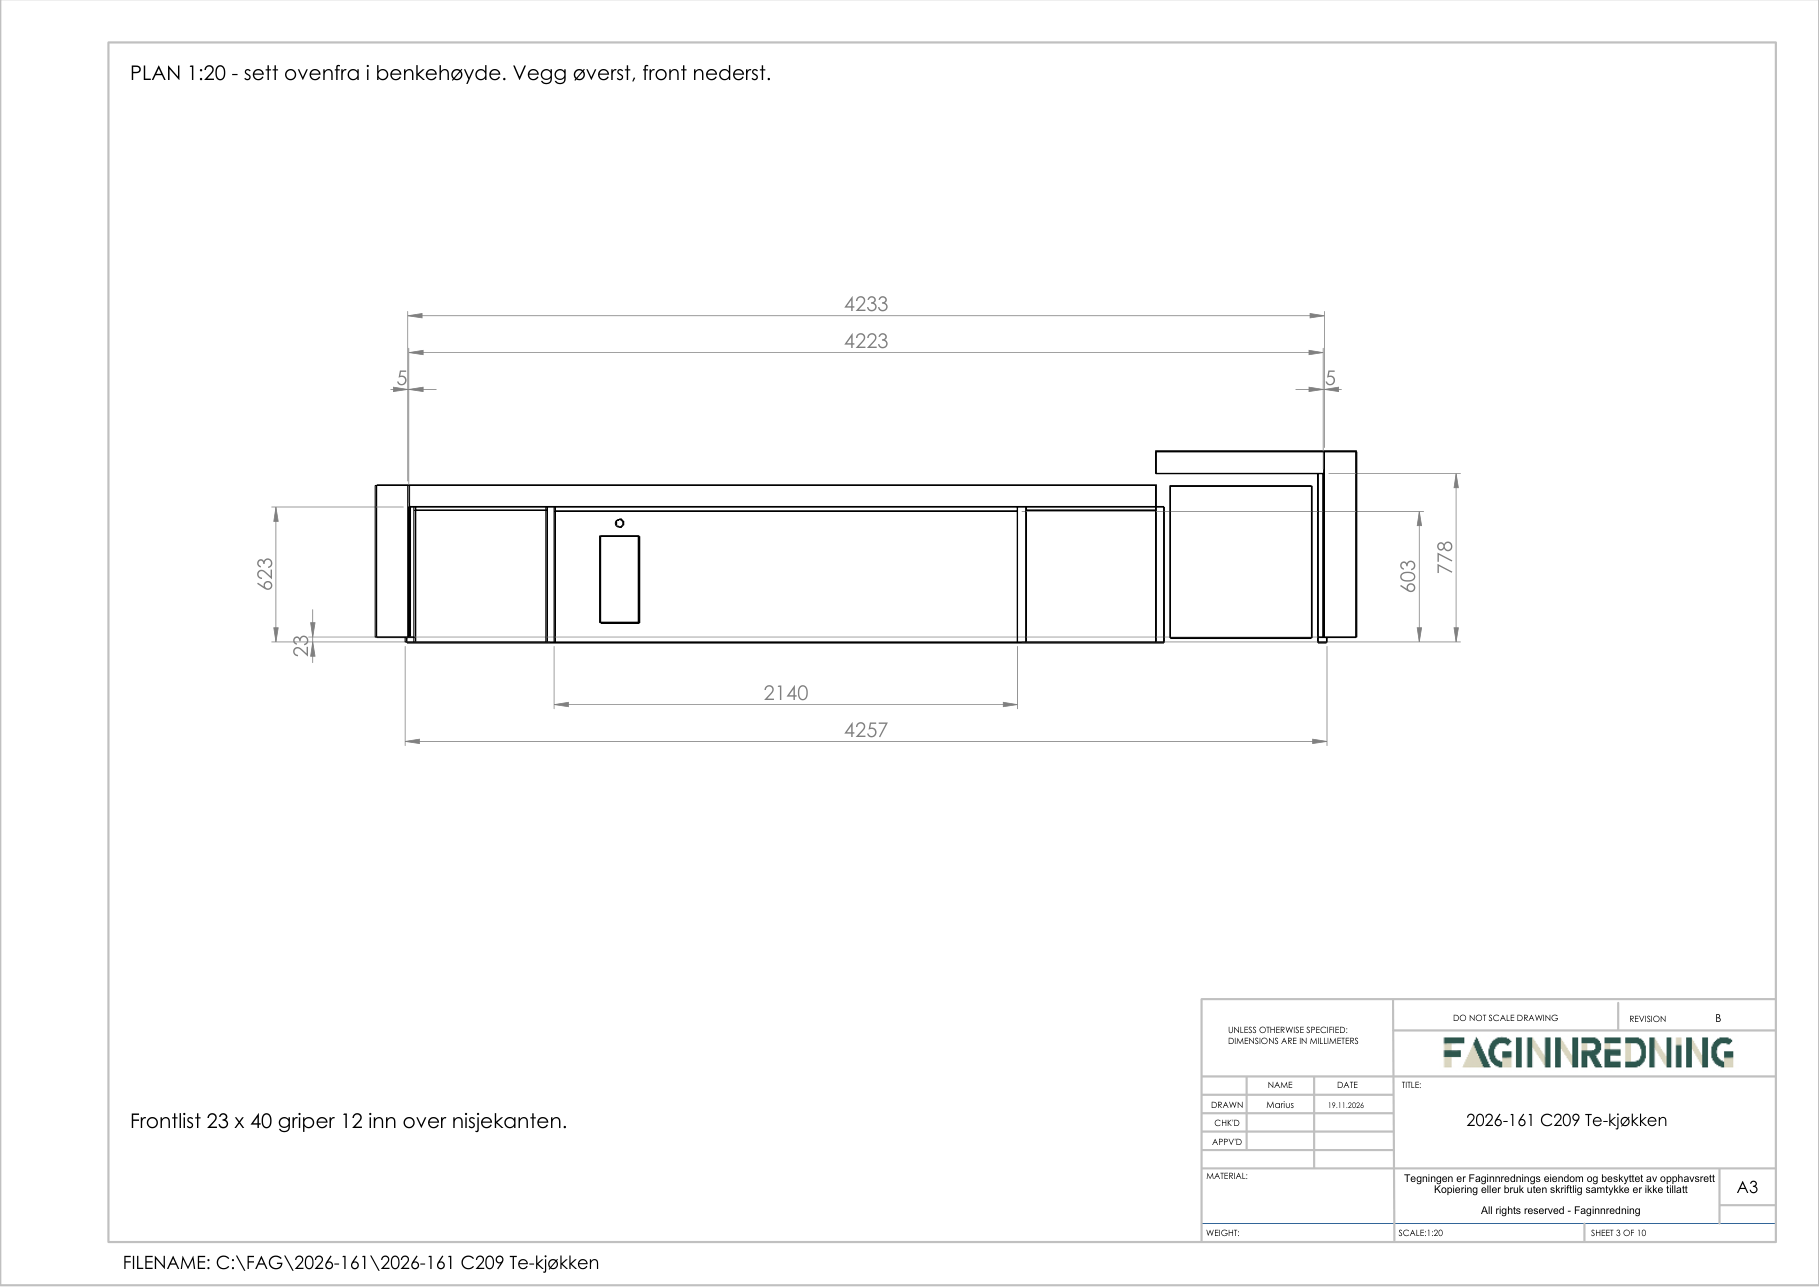 PLAN 1:20 - sett ovenfra i benkehøyde. Vegg øverst, front nederst.
4233
4223
5
5
623
23
603
778
2140
4257
Frontlist 23 x 40 griper 12 inn over nisjekanten.
UNLESS OTHERWISE SPECIFIED:
DIMENSIONS ARE IN MILLIMETERS
DO NOT SCALE DRAWING
REVISION B
FAGINNREDNING
NAME DATE
DRAWN Marius 19.11.2026
CHK'D
APPV'D
TITLE:
2026-161 C209 Te-kjøkken
MATERIAL:
Tegningen er Faginnrednings eiendom og beskyttet av opphavsrett
Kopiering eller bruk uten skriftlig samtykke er ikke tillatt
All rights reserved - Faginnredning
A3
WEIGHT:
SCALE:1:20
SHEET 3 OF 10
FILENAME: C:\FAG\2026-161\2026-161 C209 Te-kjøkken